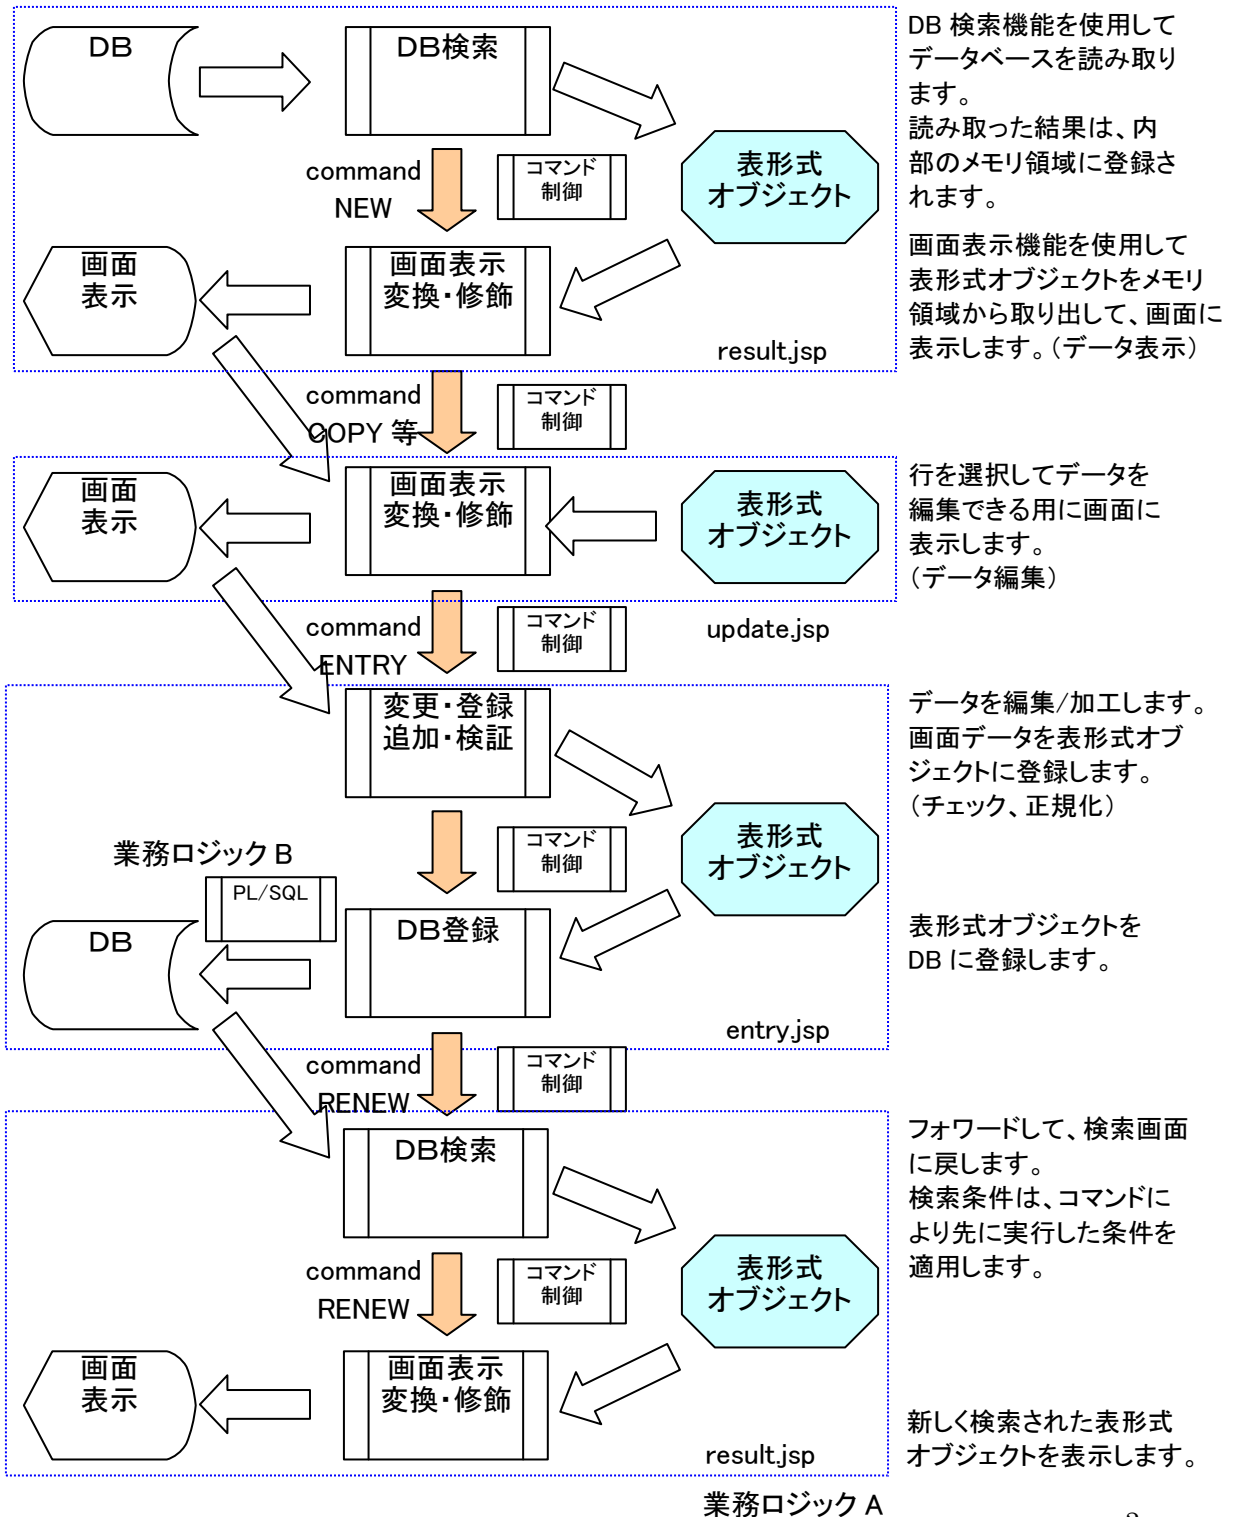 DB
DB検索
DB 検索機能を使用して
データベースを読み取り
ます。
読み取った結果は、内
部のメモリ領域に登録さ
れます。
command
NEW
コマンド
制御
表形式
オブジェクト
画面
表示
画面表示
変換・修飾
result.jsp
画面表示機能を使用して
表形式オブジェクトをメモリ
領域から取り出して、画面に
表示します。（データ表示）
command
COPY 等
コマンド
制御
画面
表示
画面表示
変換・修飾
表形式
オブジェクト
行を選択してデータを
編集できる用に画面に
表示します。
（データ編集）
command
ENTRY
コマンド
制御
update.jsp
変更・登録
追加・検証
データを編集/加工します。
画面データを表形式オブ
ジェクトに登録します。
（チェック、正規化）
業務ロジック B
コマンド
制御
表形式
オブジェクト
PL/SQL
DB
DB登録
表形式オブジェクトを
DB に登録します。
entry.jsp
command
RENEW
コマンド
制御
DB検索
フォワードして、検索画面
に戻します。
検索条件は、コマンドに
より先に実行した条件を
適用します。
command
RENEW
コマンド
制御
表形式
オブジェクト
画面
表示
画面表示
変換・修飾
result.jsp
新しく検索された表形式
オブジェクトを表示します。
業務ロジック A